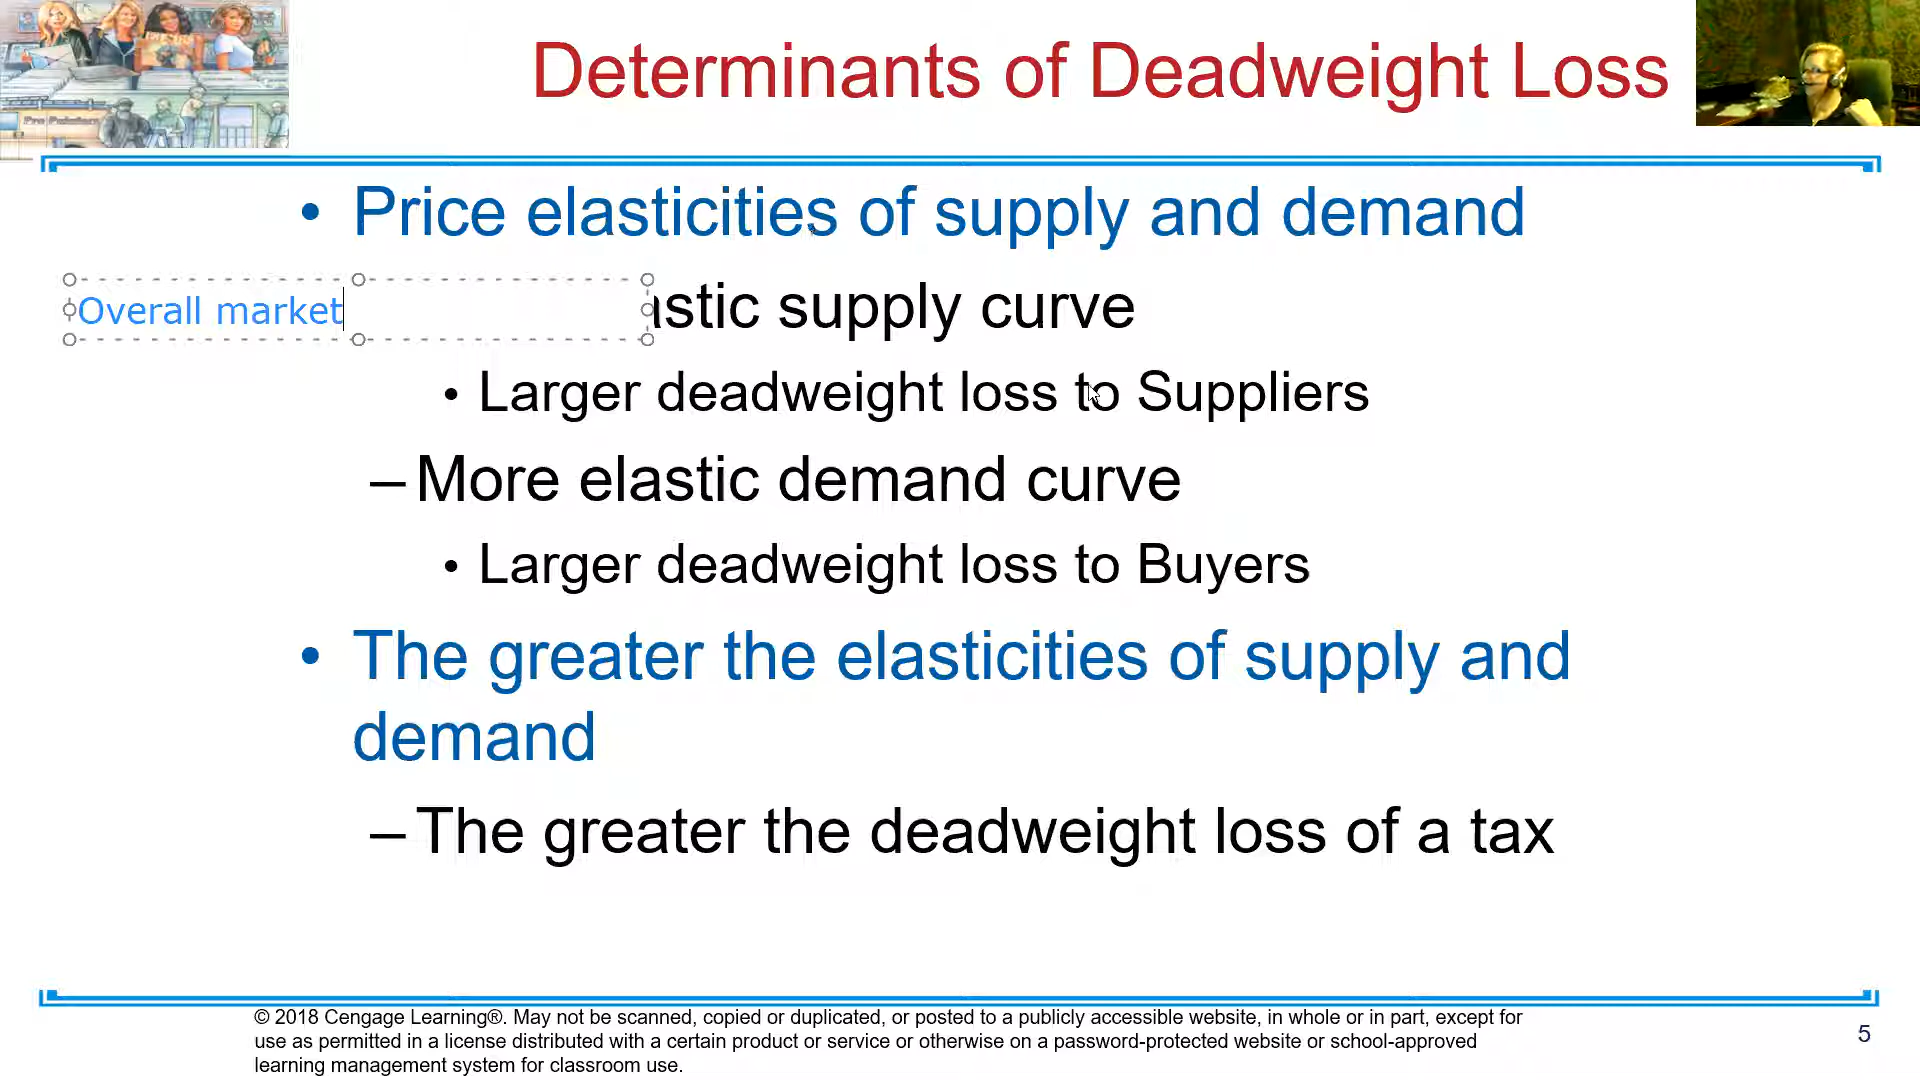 Determinants of Deadweight Loss
• Price elasticities of supply and demand
Overall market
astic supply curve
• Larger deadweight loss to Suppliers
– More elastic demand curve
• Larger deadweight loss to Buyers
• The greater the elasticities of supply and
demand
– The greater the deadweight loss of a tax
© 2018 Cengage Learning®. May not be scanned, copied or duplicated, or posted to a publicly accessible website, in whole or in part, except for
use as permitted in a license distributed with a certain product or service or otherwise on a password-protected website or school-approved
learning management system for classroom use.
5